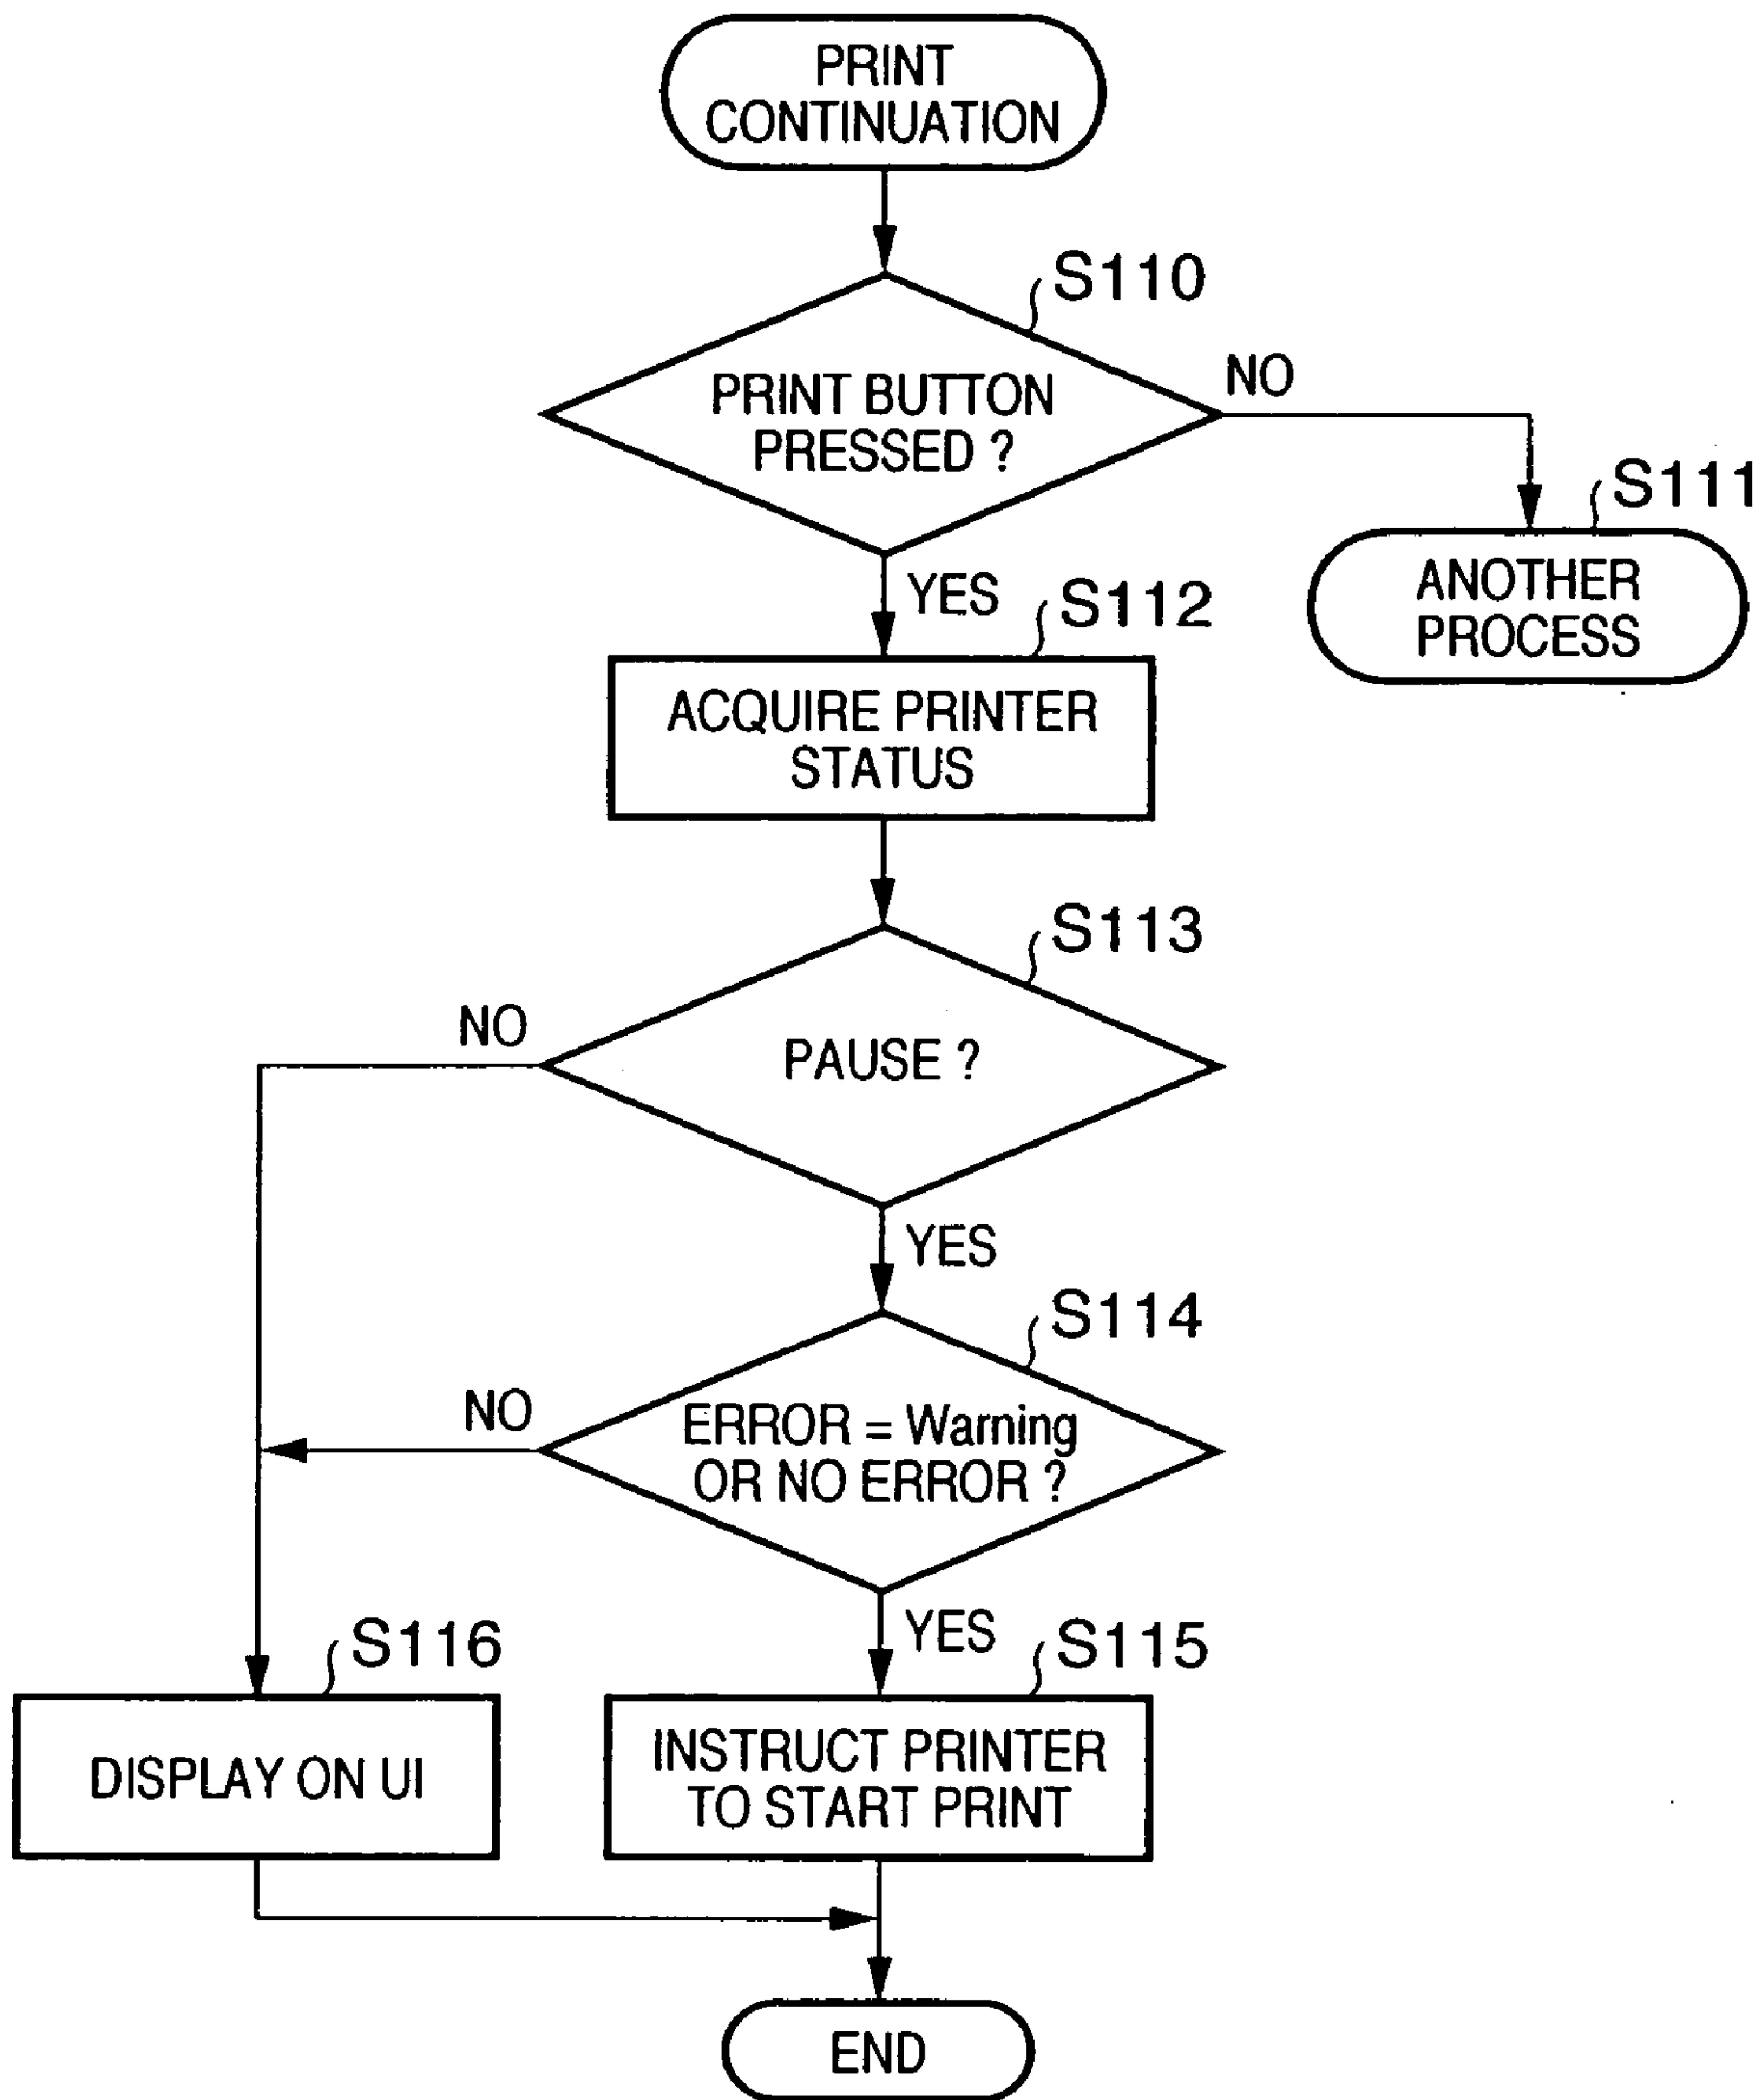 PRINT
CONTINUATION
S110
PRINT BUTTON
PRESSED ?
NO
S111
ANOTHER
PROCESS
YES
S112
ACQUIRE PRINTER
STATUS
S113
NO
PAUSE ?
YES
S114
NO
ERROR = Warning
OR NO ERROR ?
YES
S116
S115
DISPLAY ON UI
INSTRUCT PRINTER
TO START PRINT
END